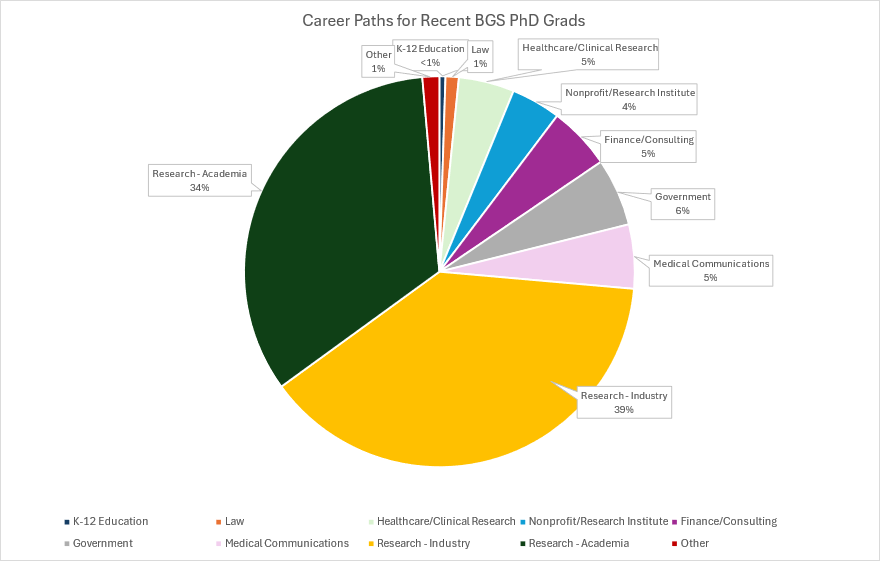 Career Paths for Recent BGS PhD Grads
Other
1%
K-12 Education
<1%
Law
1%
Healthcare/Clinical Research
5%
Nonprofit/Research Institute
4%
Finance/Consulting
5%
Government
6%
Medical Communications
5%
Research - Industry
39%
Research - Academia
34%
K-12 Education
Law
Healthcare/Clinical Research
Nonprofit/Research Institute
Finance/Consulting
Government
Medical Communications
Research - Industry
Research - Academia
Other